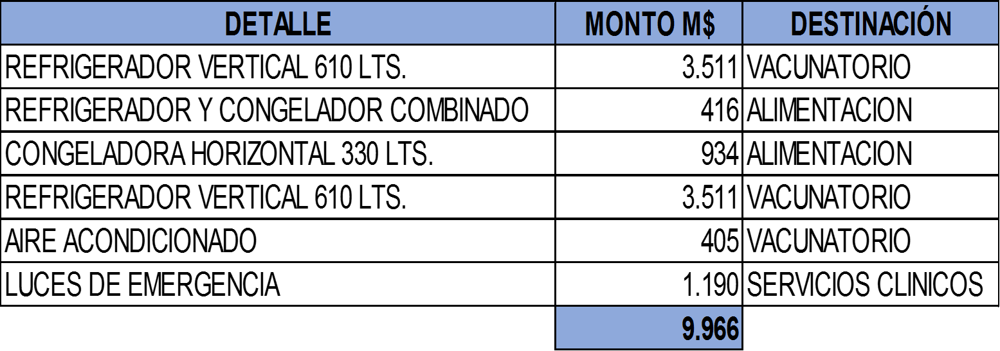 DETALLE MONTO M$ DESTINACIÓN
REFRIGERADOR VERTICAL 610 LTS. 3.511 VACUNATORIO
REFRIGERADOR Y CONGELADOR COMBINADO 416 ALIMENTACION
CONGELADORA HORIZONTAL 330 LTS. 934 ALIMENTACION
REFRIGERADOR VERTICAL 610 LTS. 3.511 VACUNATORIO
AIRE ACONDICIONADO 405 VACUNATORIO
LUCES DE EMERGENCIA 1.190 SERVICIOS CLINICOS
9.966